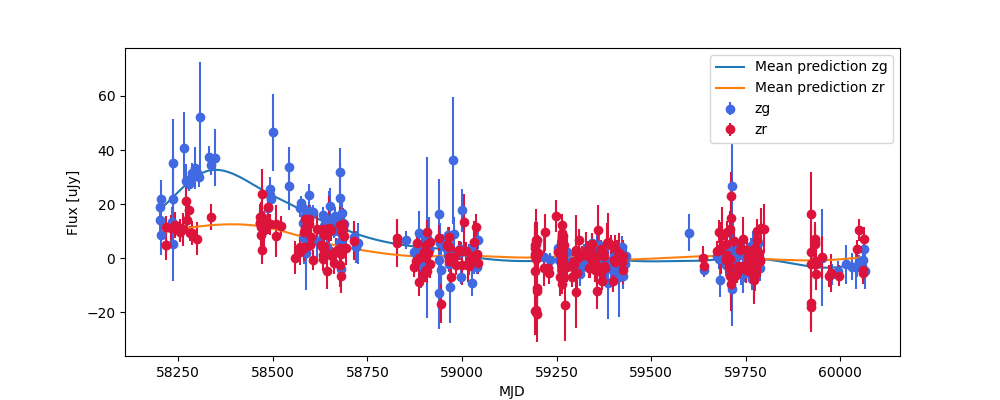 Mean prediction zg
Mean prediction zr
zg
zr
Flux [uJy]
60
40
20
0
−20
58250 58500 58750 59000 59250 59500 59750 60000
MJD